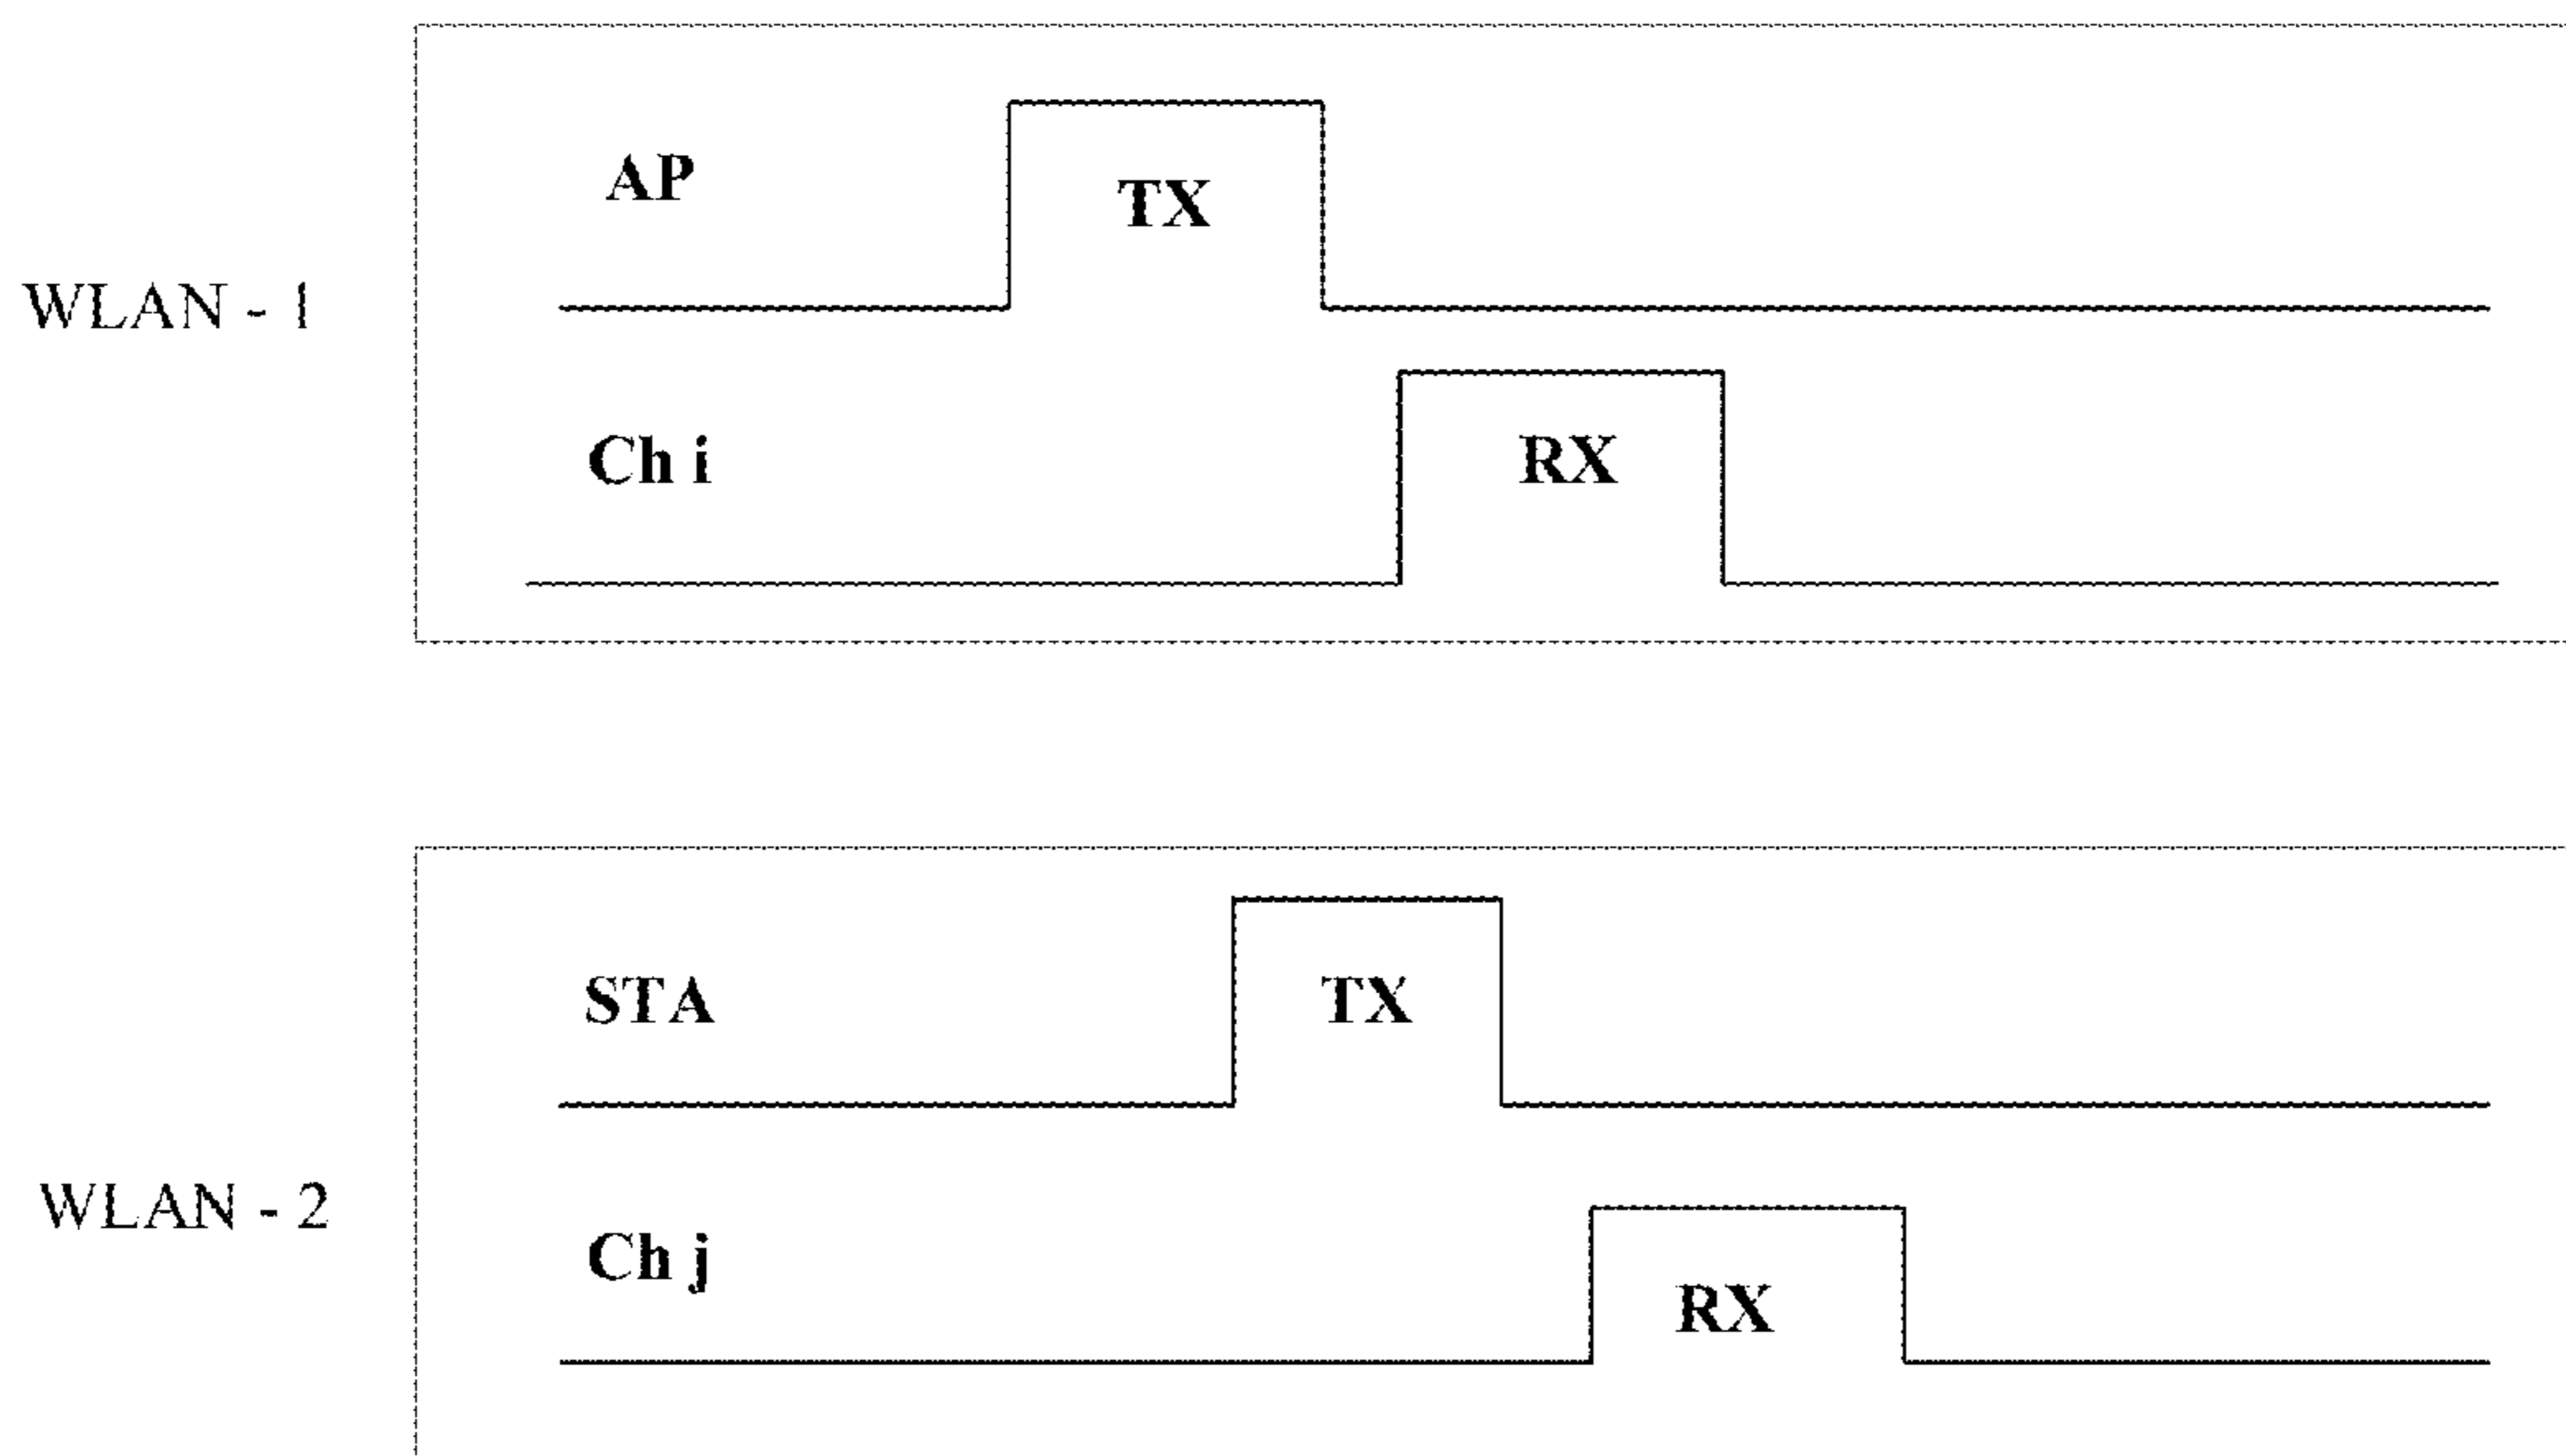 AP
TX
WLAN - 1
Ch i
RX
STA
TX
WLAN - 2
Ch j
RX